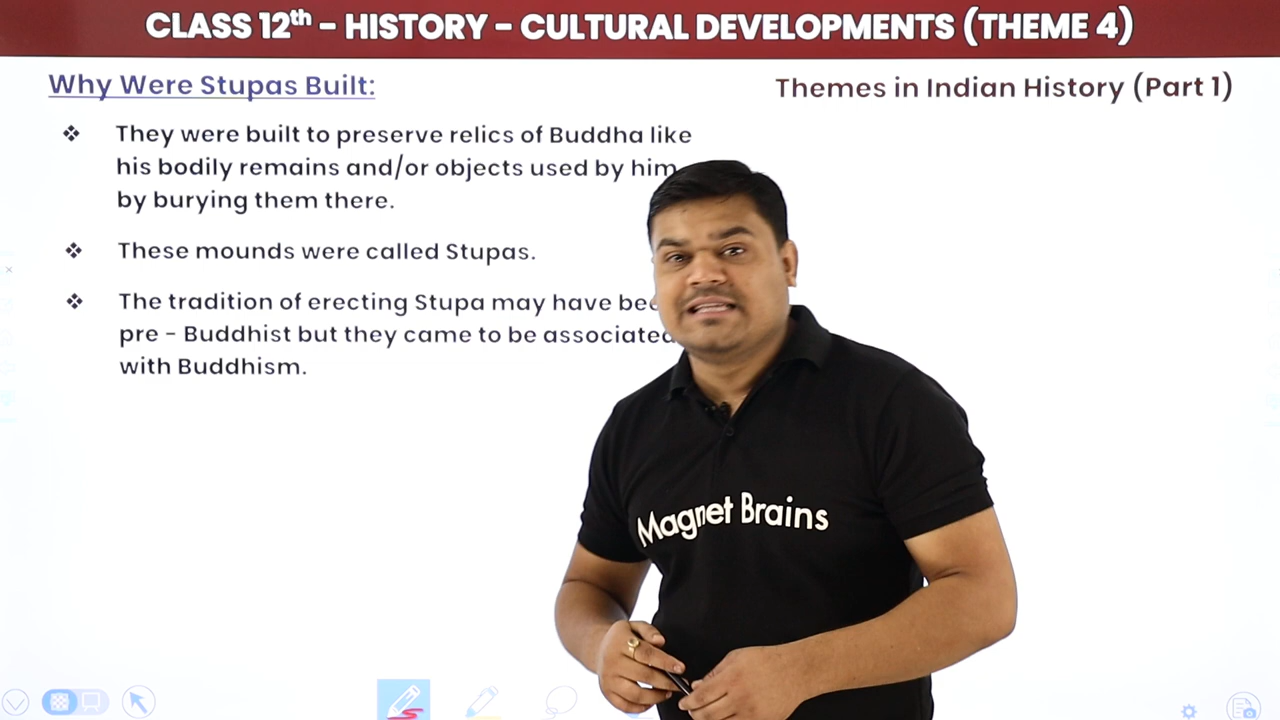 CLASS 12th – HISTORY – CULTURAL DEVELOPMENTS (THEME 4)
Why Were Stupas Built:
Themes in Indian History (Part 1)
❖ They were built to preserve relics of Buddha like
his bodily remains and/or objects used by him
by burying them there.
❖ These mounds were called Stupas.
❖ The tradition of erecting Stupa may have
pre – Buddhist but they came to be associated
with Buddhism.
Magnet Brains